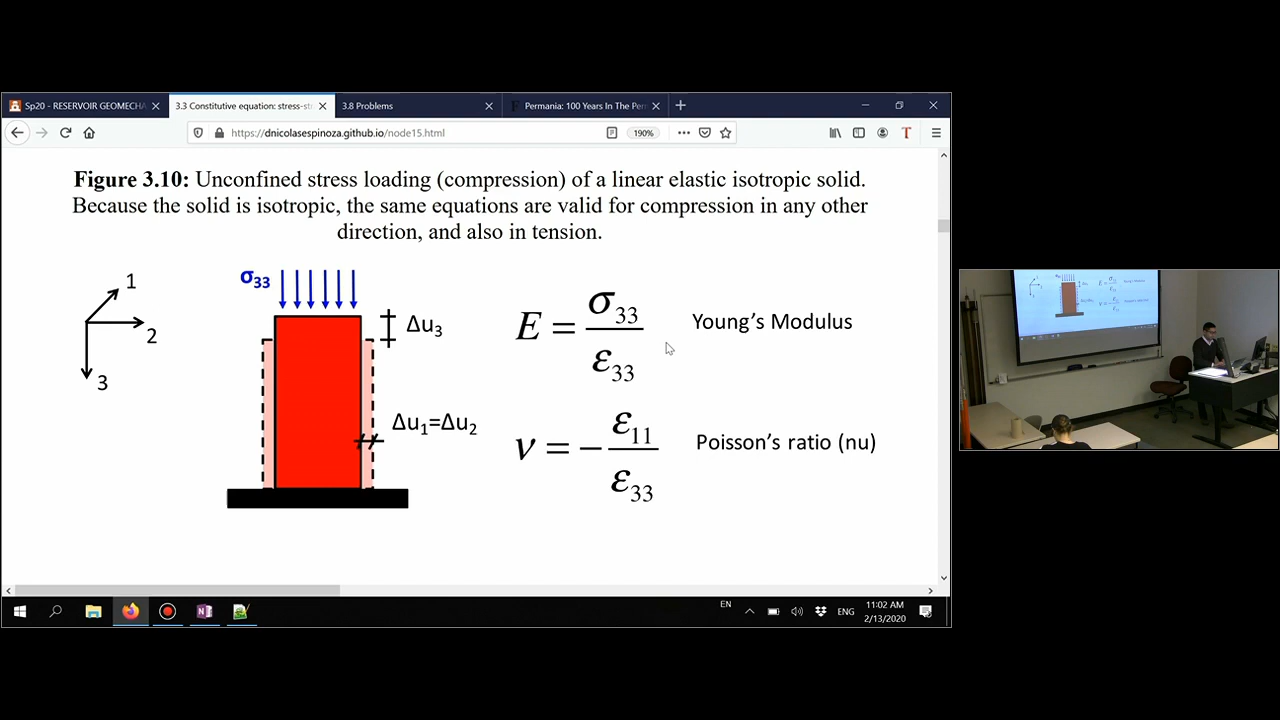 Sp20 - RESERVOIR GEOMECHA
3.3 Constitutive equation: stress-str
3.8 Problems
Permania: 100 Years In The Perm
https://dnicolasespinoza.github.io/node15.html
190%
Figure 3.10: Unconfined stress loading (compression) of a linear elastic isotropic solid.
Because the solid is isotropic, the same equations are valid for compression in any other
direction, and also in tension.
1
2
3
σ33
Δu3
Δu1=Δu2
E = σ33 / ε33
Young's Modulus
ν = − ε11 / ε33
Poisson's ratio (nu)
EN
ENG
11:02 AM
2/13/2020